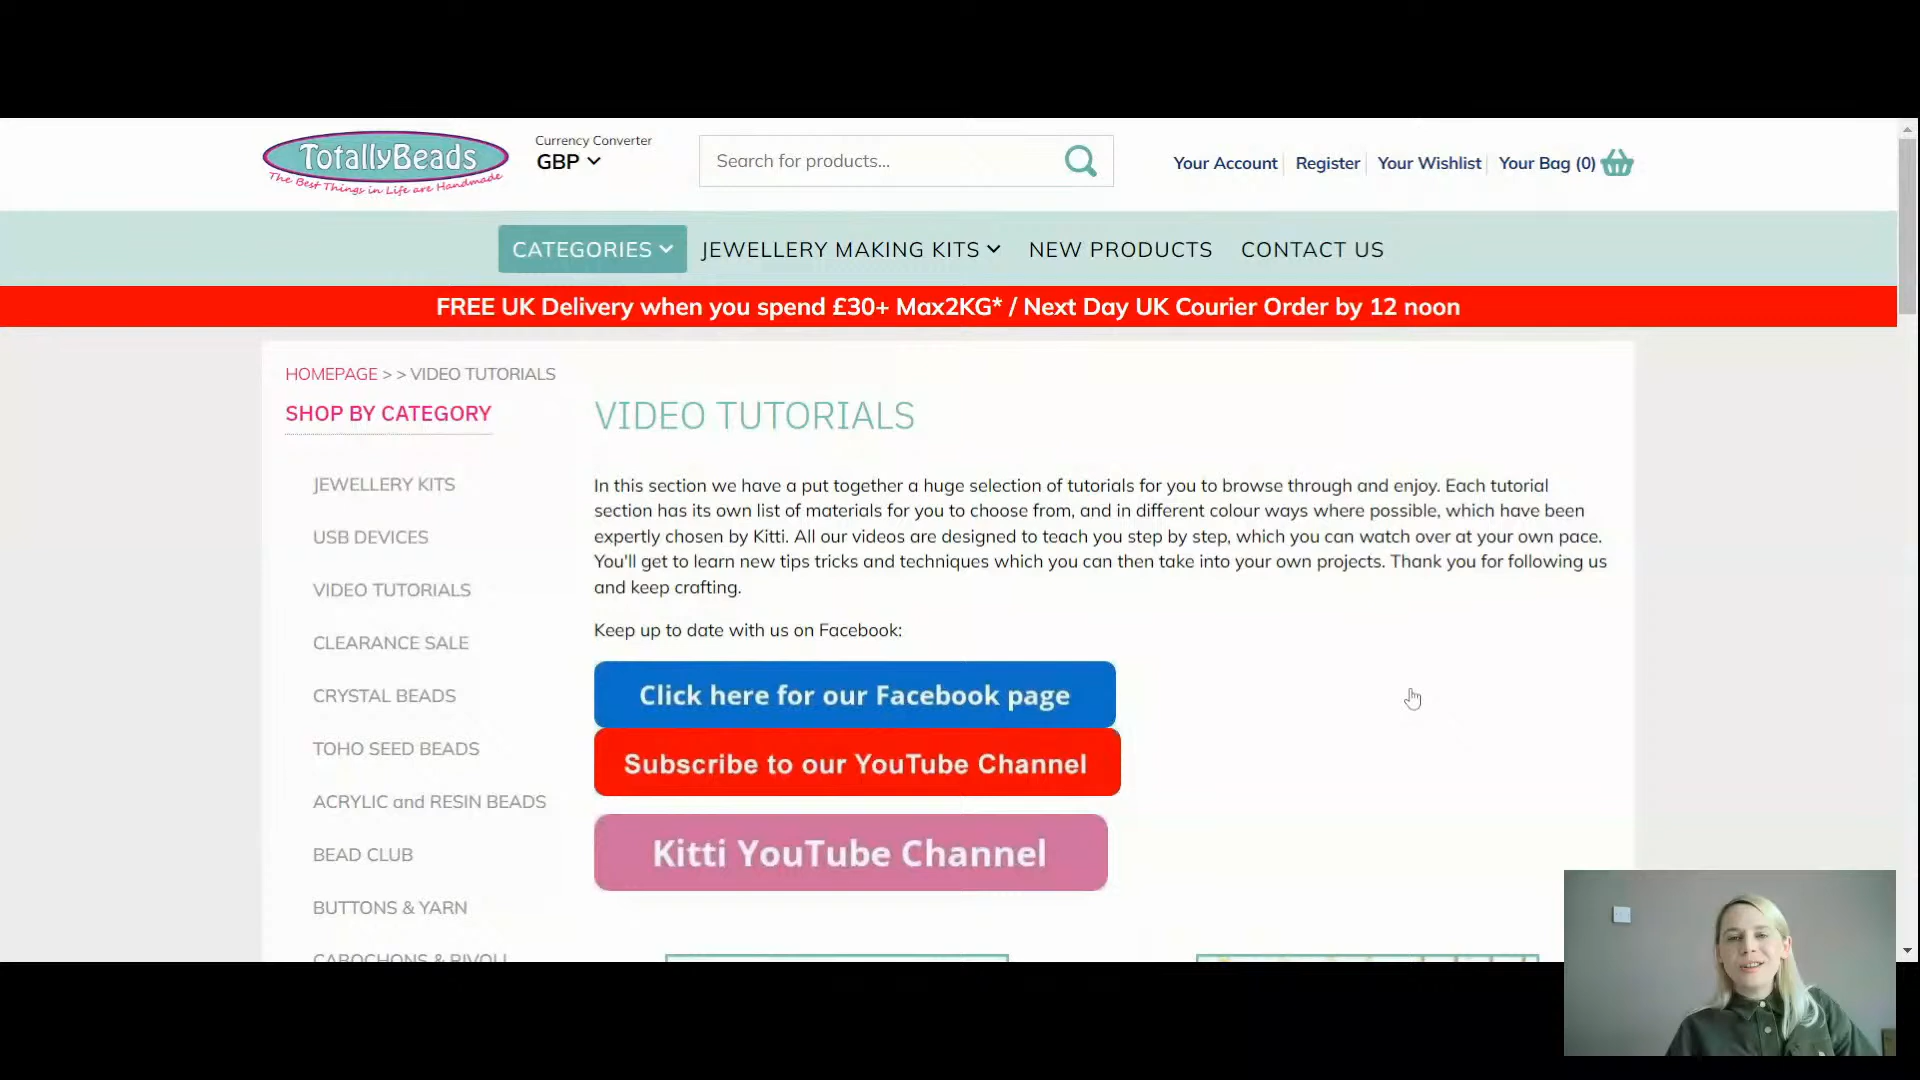 TotallyBeads
The Best Things in Life are Handmade
Currency Converter
GBP
Search for products...
Your Account
Register
Your Wishlist
Your Bag (0)
CATEGORIES
JEWELLERY MAKING KITS
NEW PRODUCTS
CONTACT US
FREE UK Delivery when you spend £30+ Max2KG* / Next Day UK Courier Order by 12 noon
HOMEPAGE > > VIDEO TUTORIALS
SHOP BY CATEGORY
JEWELLERY KITS
USB DEVICES
VIDEO TUTORIALS
CLEARANCE SALE
CRYSTAL BEADS
TOHO SEED BEADS
ACRYLIC and RESIN BEADS
BEAD CLUB
BUTTONS & YARN
CABOCHONS & RIVOLI
VIDEO TUTORIALS
In this section we have a put together a huge selection of tutorials for you to browse through and enjoy. Each tutorial
section has its own list of materials for you to choose from, and in different colour ways where possible, which have been
expertly chosen by Kitti. All our videos are designed to teach you step by step, which you can watch over at your own pace.
You'll get to learn new tips tricks and techniques which you can then take into your own projects. Thank you for following us
and keep crafting.
Keep up to date with us on Facebook:
Click here for our Facebook page
Subscribe to our YouTube Channel
Kitti YouTube Channel